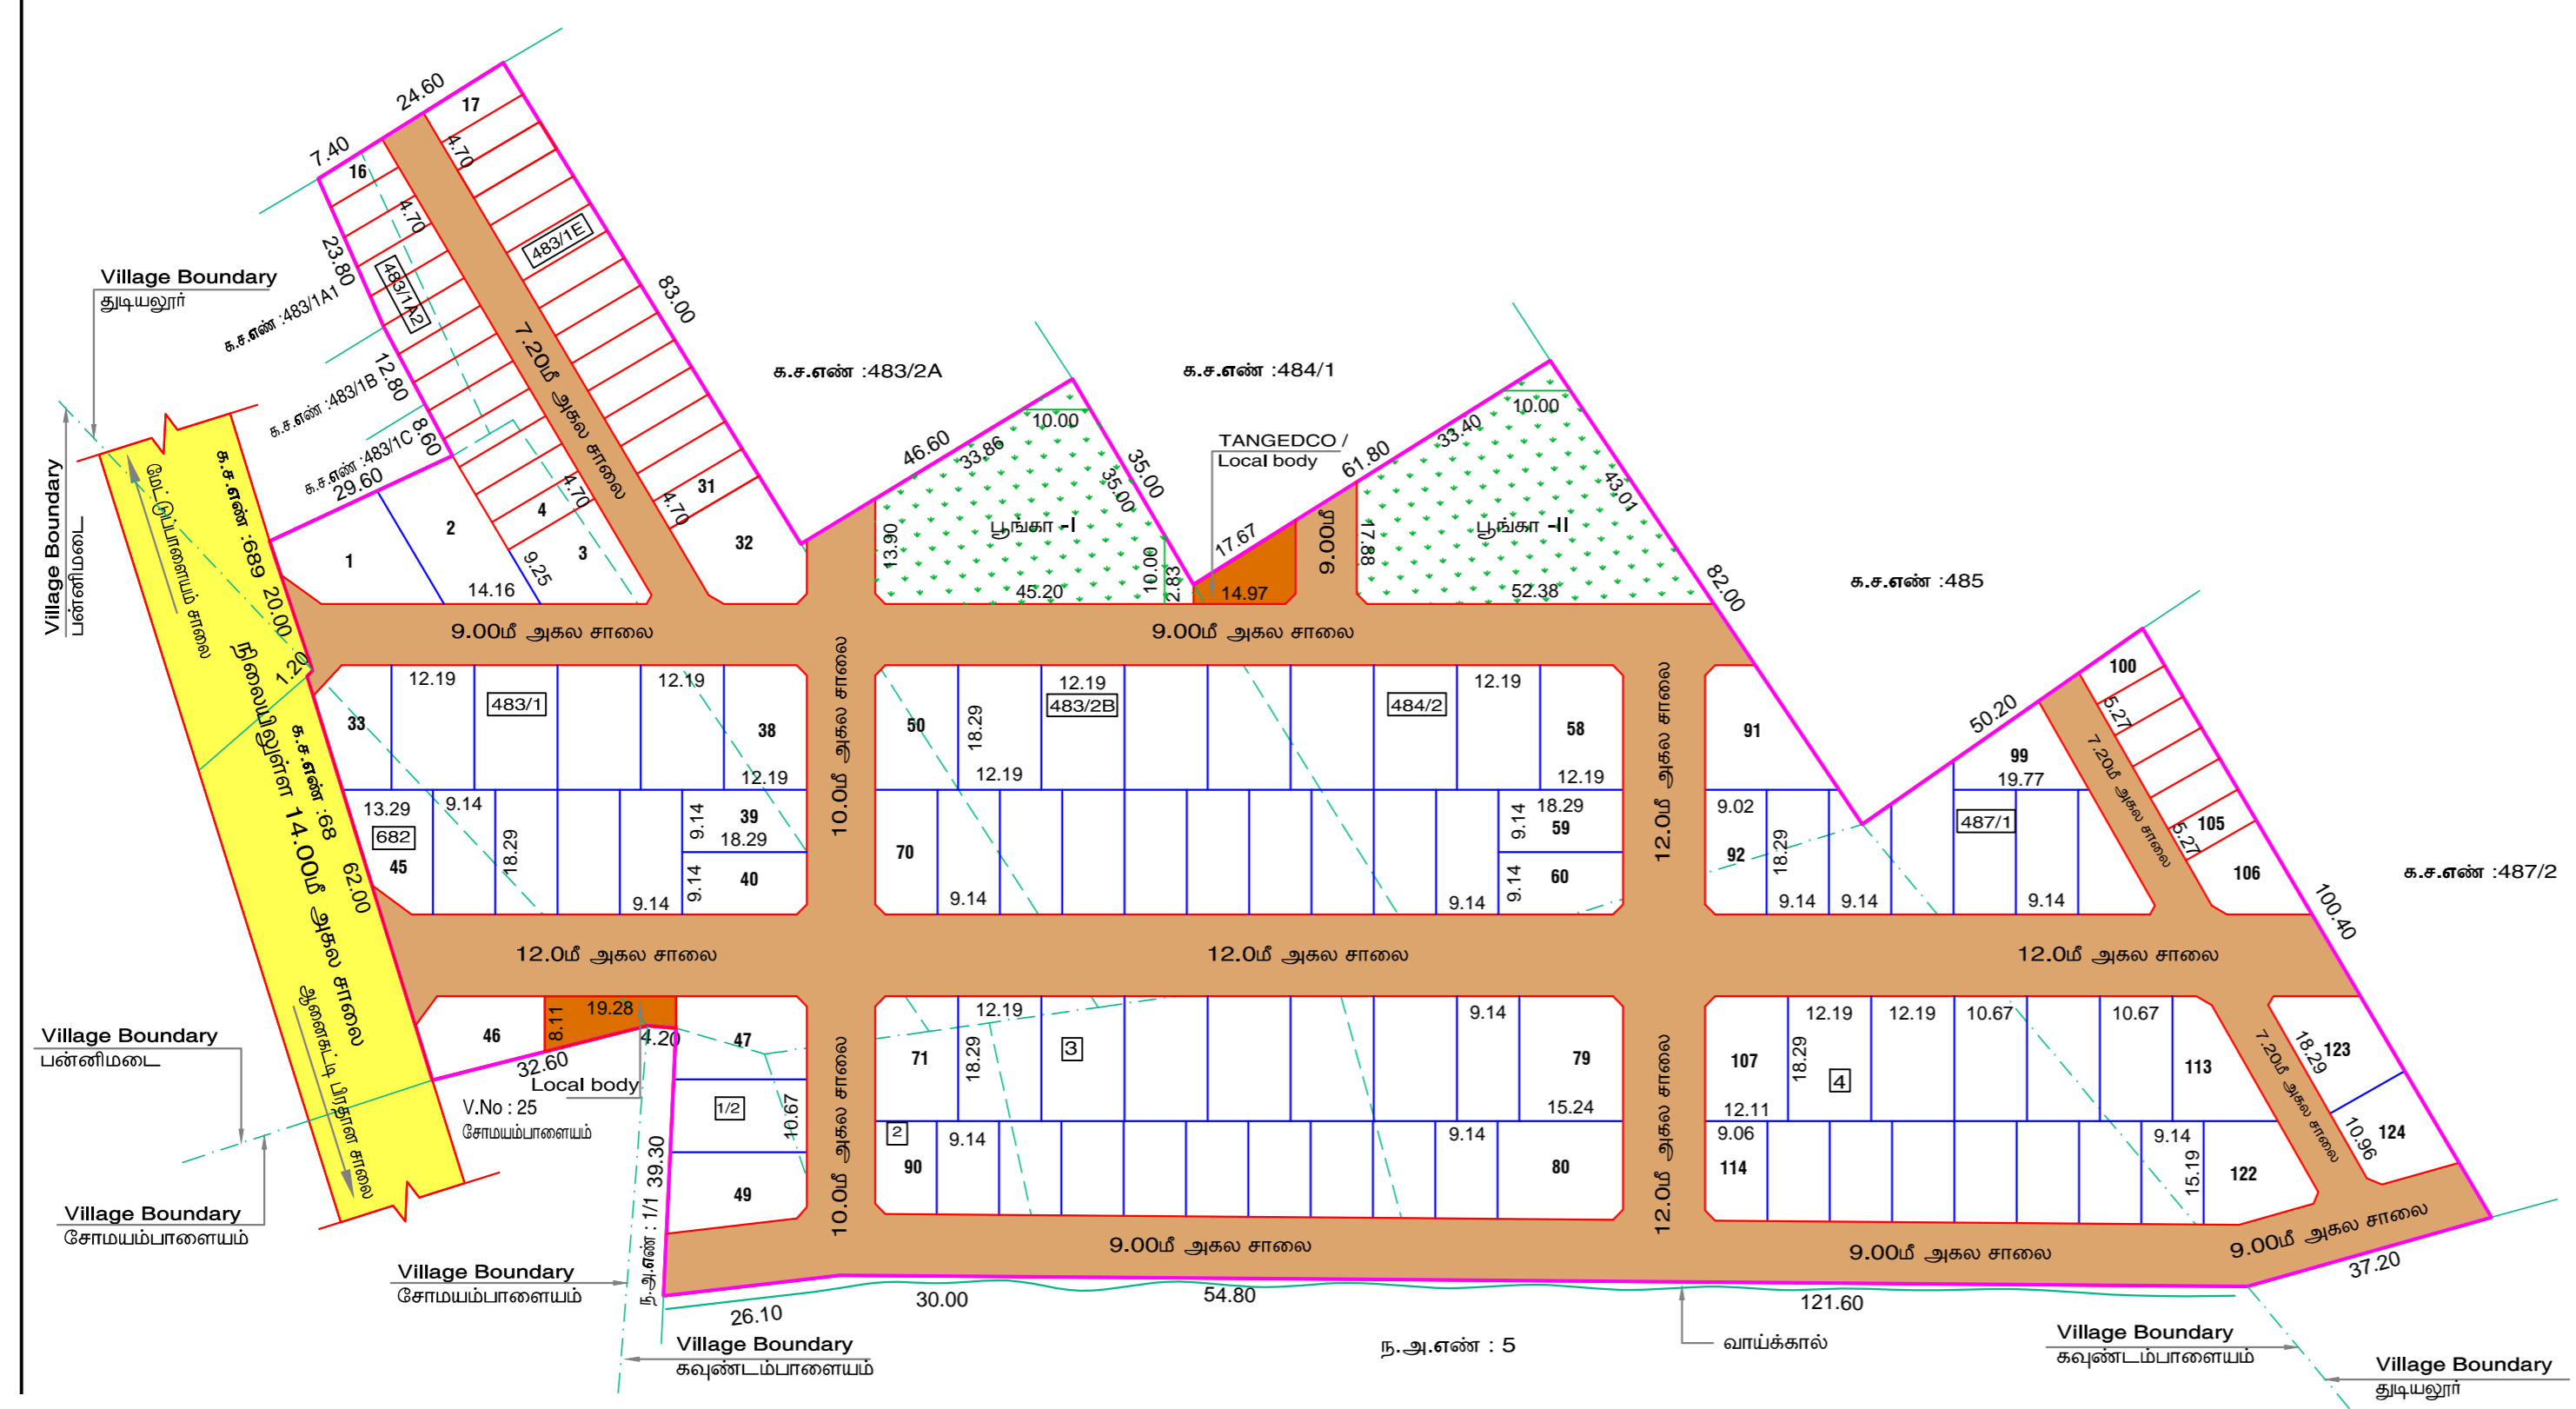 24.60
17
7.40
16
4.70
4.70
23.80
483/1A2
483/1E
83.00
Village Boundary
துடியலூர்
க.ச.எண் :483/1A1
க.ச.எண் :483/1B
12.80
க.ச.எண் :483/1C
8.60
29.60
7.20மீ அகல சாலை
க.ச.எண் :483/2A
க.ச.எண் :484/1
46.60
33.86
10.00
35.00
35.00
TANGEDCO /
Local body
61.80
33.40
10.00
43.01
82.00
க.ச.எண் :485
Village Boundary
பன்னிமடை
மேட்டுப்பாளையம் சாலை
க.ச.எண் :689
20.00
1.20
1
2
3
4
4.70
9.25
14.16
31
4.70
32
13.90
பூங்கா -I
45.20
10.00
2.83
17.67
14.97
9.00மீ
17.88
பூங்கா -II
52.38
9.00மீ அகல சாலை
9.00மீ அகல சாலை
நிலையிலுள்ள 14.00மீ அகல சாலை
க.ச.எண் :68
62.00
33
12.19
483/1
12.19
38
12.19
10.0மீ அகல சாலை
50
18.29
12.19
483/2B
12.19
484/2
12.19
58
12.19
12.0மீ அகல சாலை
91
50.20
99
19.77
100
5.27
7.20மீ அகல சாலை
105
5.27
106
100.40
க.ச.எண் :487/2
13.29
682
45
9.14
18.29
9.14
9.14
39
18.29
9.14
40
70
9.14
9.14
9.14
18.29
59
9.14
60
9.02
92
18.29
9.14
9.14
487/1
9.14
12.0மீ அகல சாலை
12.0மீ அகல சாலை
12.0மீ அகல சாலை
ஆனைகட்டி பிரதான சாலை
46
8.11
19.28
4.20
32.60
Local body
47
1/2
10.67
49
V.No : 25
சோமயம்பாளையம்
10.0மீ அகல சாலை
71
18.29
12.19
3
9.14
79
15.24
2
90
9.14
9.14
80
12.0மீ அகல சாலை
107
12.11
18.29
12.19
4
12.19
10.67
10.67
113
7.20மீ அகல சாலை
18.29
123
10.96
124
9.06
114
9.14
15.19
122
Village Boundary
பன்னிமடை
Village Boundary
சோமயம்பாளையம்
Village Boundary
சோமயம்பாளையம்
ந.அ.எண் : 1/1
39.30
9.00மீ அகல சாலை
9.00மீ அகல சாலை
9.00மீ அகல சாலை
37.20
26.10
30.00
54.80
121.60
Village Boundary
கவுண்டம்பாளையம்
ந.அ.எண் : 5
வாய்க்கால்
Village Boundary
கவுண்டம்பாளையம்
Village Boundary
துடியலூர்